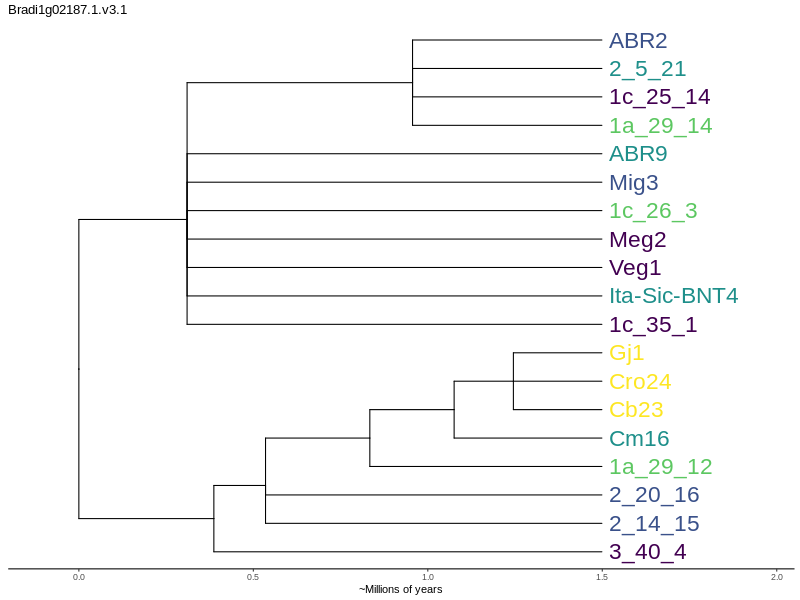 Bradi1g02187.1.v3.1
ABR2
2_5_21
1c_25_14
1a_29_14
ABR9
Mig3
1c_26_3
Meg2
Veg1
Ita-Sic-BNT4
1c_35_1
Gj1
Cro24
Cb23
Cm16
1a_29_12
2_20_16
2_14_15
3_40_4
0.0 0.5 1.0 1.5 2.0
~Millions of years